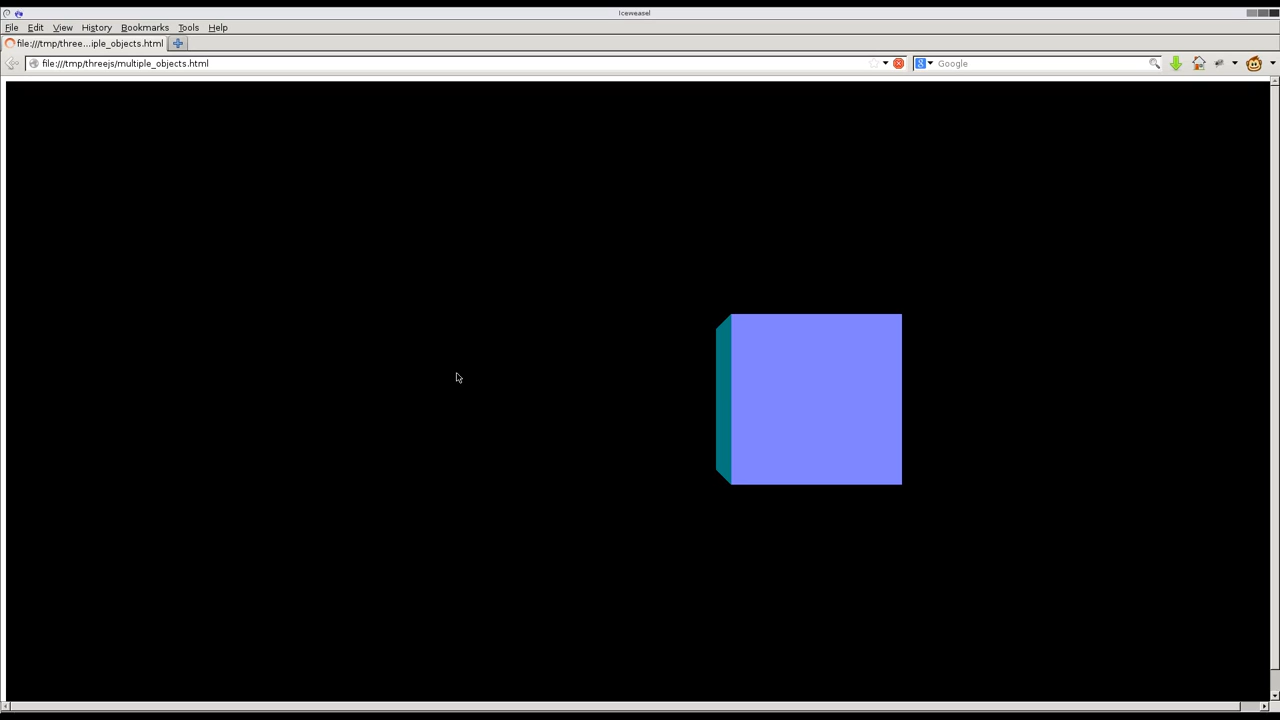 Iceweasel
File Edit View History Bookmarks Tools Help
file:///tmp/three...iple_objects.html
file:///tmp/threejs/multiple_objects.html
Google